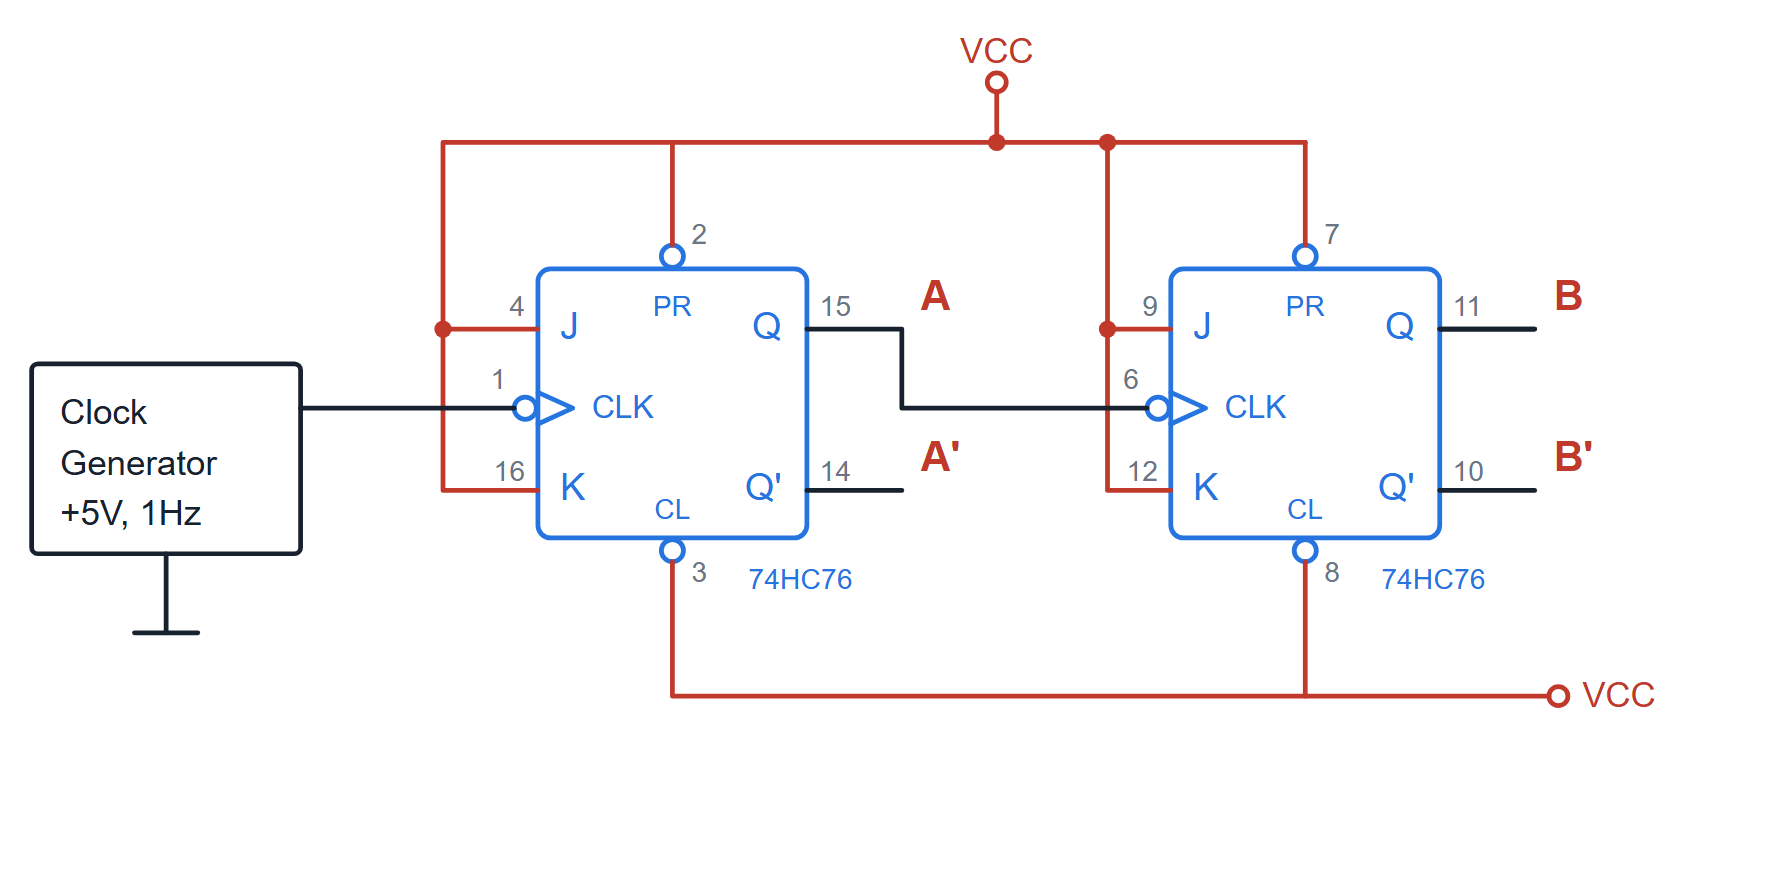 VCC
2
7
4
J
PR
Q
15
A
9
J
PR
Q
11
B
Clock
Generator
+5V, 1Hz
1
CLK
6
CLK
16
K
CL
Q'
14
A'
12
K
CL
Q'
10
B'
3
74HC76
8
74HC76
VCC